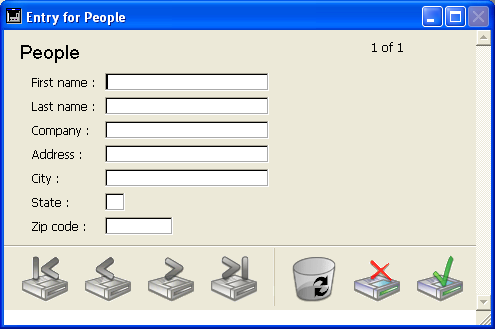 Entry for People
People
1 of 1
First name :
Last name :
Company :
Address :
City :
State :
Zip code :